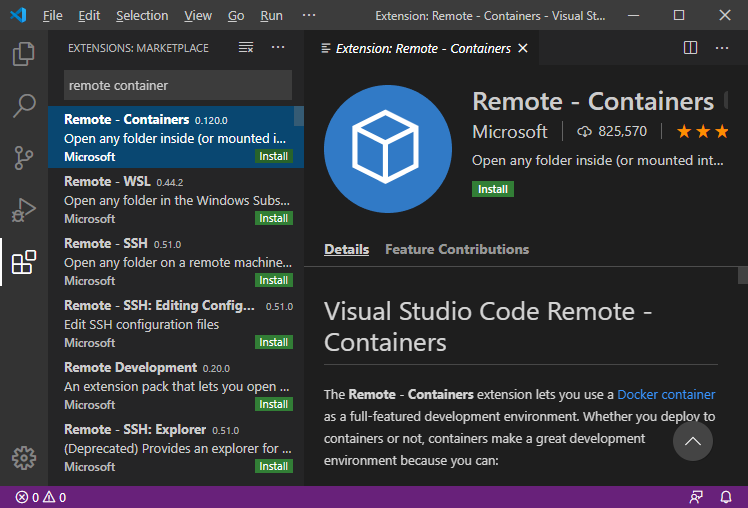 File Edit Selection View Go Run ··· Extension: Remote - Containers - Visual St...
EXTENSIONS: MARKETPLACE
remote container
Remote - Containers 0.120.0
Open any folder inside (or mounted i...
Microsoft Install
Remote - WSL 0.44.2
Open any folder in the Windows Subs...
Microsoft Install
Remote - SSH 0.51.0
Open any folder on a remote machine...
Microsoft Install
Remote - SSH: Editing Config... 0.51.0
Edit SSH configuration files
Microsoft Install
Remote Development 0.20.0
An extension pack that lets you open ...
Microsoft Install
Remote - SSH: Explorer 0.51.0
(Deprecated) Provides an explorer for ...
Microsoft Install
Extension: Remote - Containers
Remote - Containers
Microsoft 825,570
Open any folder inside (or mounted int...
Install
Details Feature Contributions
Visual Studio Code Remote -
Containers
The Remote - Containers extension lets you use a Docker container
as a full-featured development environment. Whether you deploy to
containers or not, containers make a great development
environment because you can:
0 0